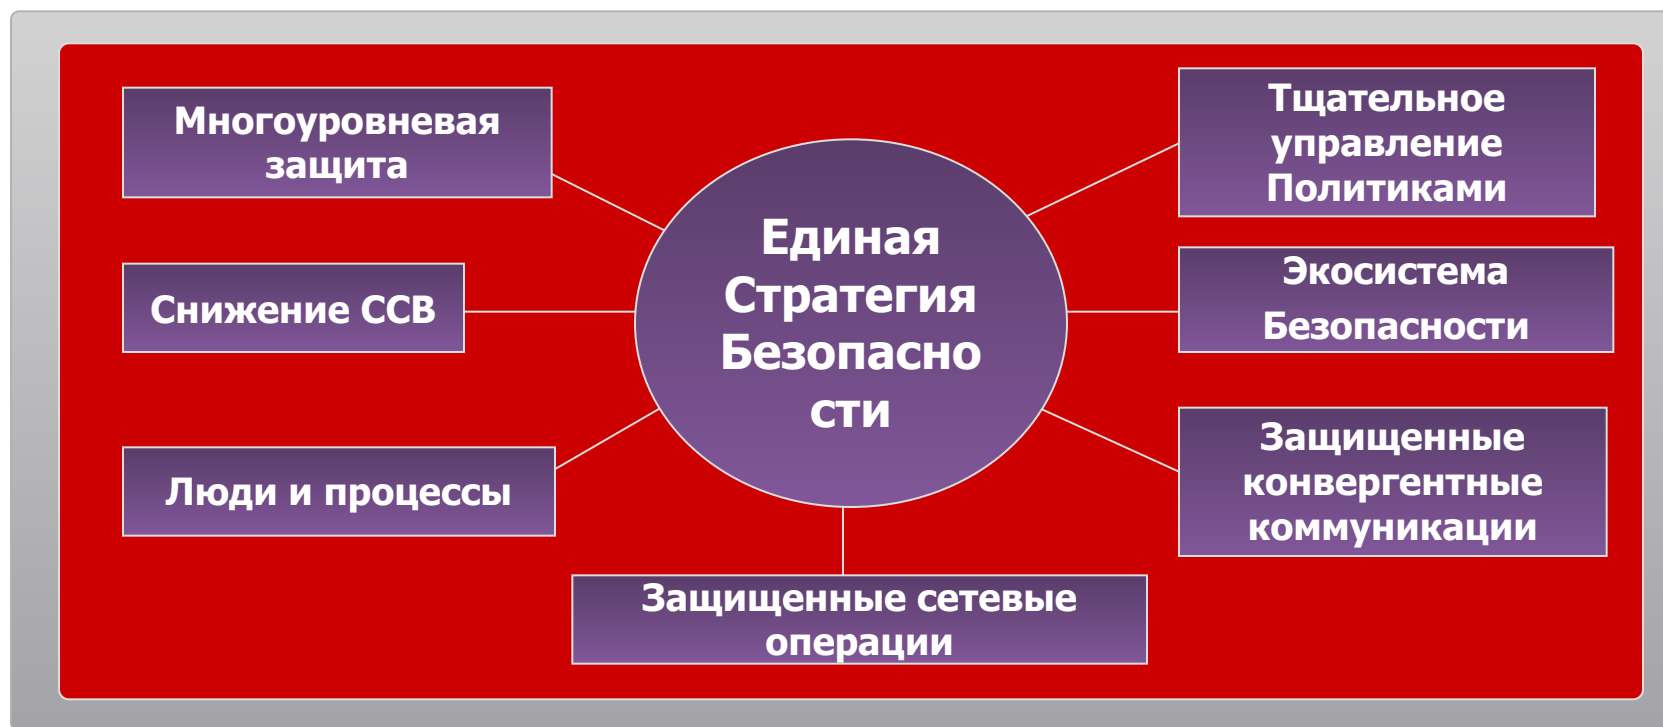 Многоуровневая
защита
Снижение ССВ
Люди и процессы
Единая
Стратегия
Безопасно
сти
Защищенные сетевые
операции
Тщательное
управление
Политиками
Экосистема
Безопасности
Защищенные
конвергентные
коммуникации